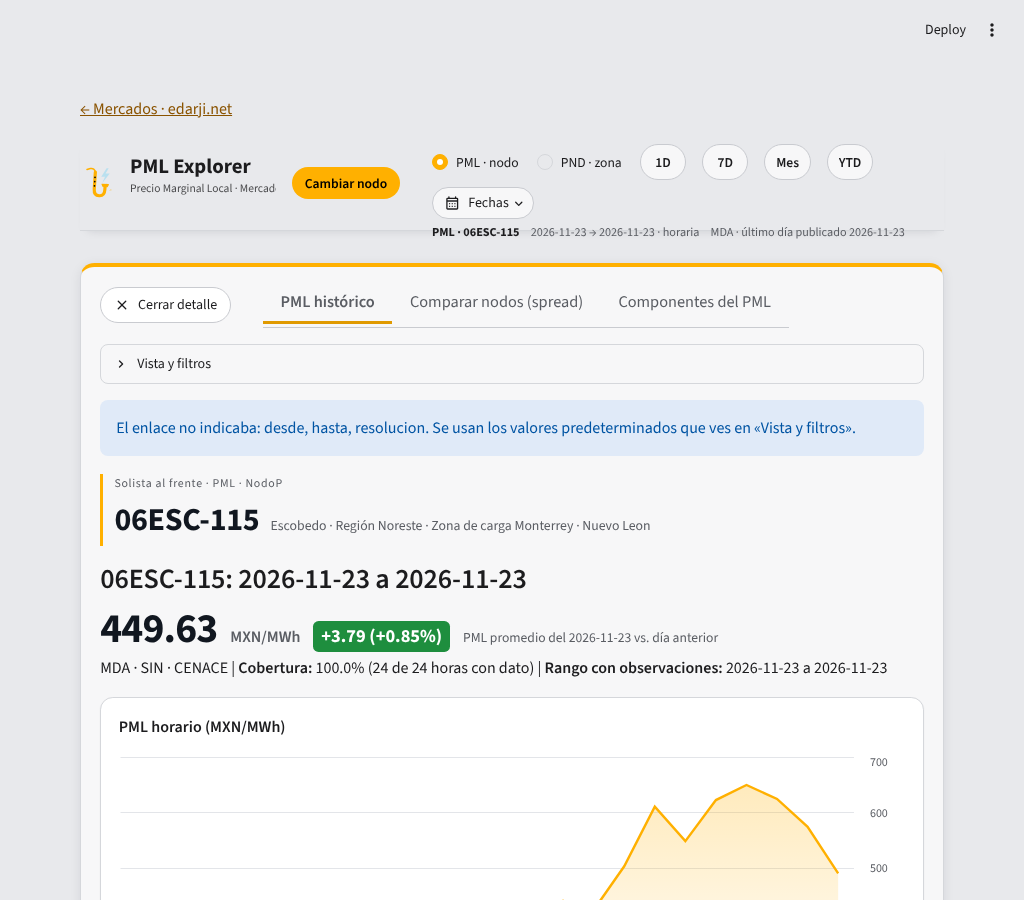 Deploy
← Mercados · edarji.net
PML Explorer
Precio Marginal Local · Mercad
Cambiar nodo
PML · nodo
PND · zona
1D
7D
Mes
YTD
Fechas
PML · 06ESC-115 2026-11-23 → 2026-11-23 · horaria MDA · último día publicado 2026-11-23
Cerrar detalle
PML histórico
Comparar nodos (spread)
Componentes del PML
Vista y filtros
El enlace no indicaba: desde, hasta, resolucion. Se usan los valores predeterminados que ves en «Vista y filtros».
Solista al frente · PML · NodoP
06ESC-115 Escobedo · Región Noreste · Zona de carga Monterrey · Nuevo Leon
06ESC-115: 2026-11-23 a 2026-11-23
449.63 MXN/MWh +3.79 (+0.85%) PML promedio del 2026-11-23 vs. día anterior
MDA · SIN · CENACE | Cobertura: 100.0% (24 de 24 horas con dato) | Rango con observaciones: 2026-11-23 a 2026-11-23
PML horario (MXN/MWh)
700
600
500